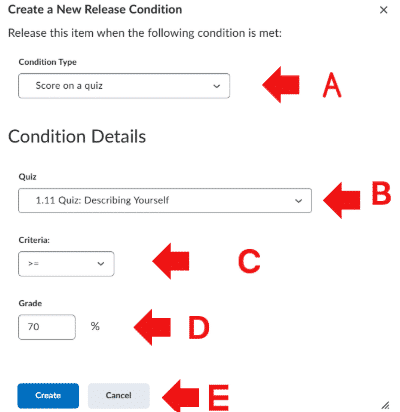 Create a New Release Condition ×
Release this item when the following condition is met:
Condition Type
Score on a quiz
A
Condition Details
Quiz
1.11 Quiz: Describing Yourself
B
Criteria:
>=
C
Grade
70 %
D
Create Cancel
E